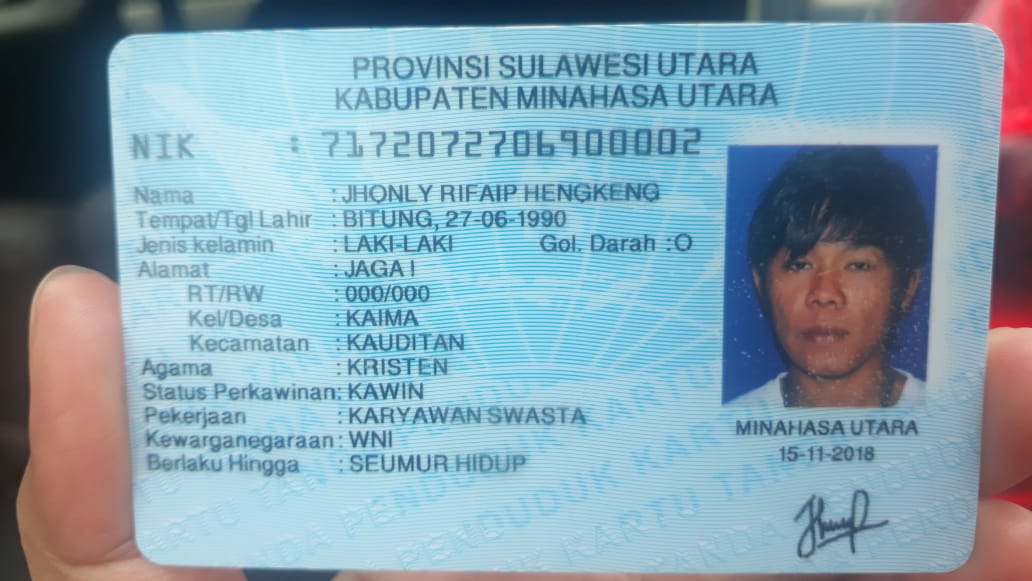 PROVINSI SULAWESI UTARA
KABUPATEN MINAHASA UTARA
NIK : 7172072706900002
Nama : JHONLY RIFAIP HENGKENG
Tempat/Tgl Lahir : BITUNG, 27-06-1990
Jenis kelamin : LAKI-LAKI Gol. Darah : O
Alamat : JAGA I
RT/RW : 000/000
Kel/Desa : KAIMA
Kecamatan : KAUDITAN
Agama : KRISTEN
Status Perkawinan: KAWIN
Pekerjaan : KARYAWAN SWASTA
Kewarganegaraan: WNI
Berlaku Hingga : SEUMUR HIDUP
MINAHASA UTARA
15-11-2018